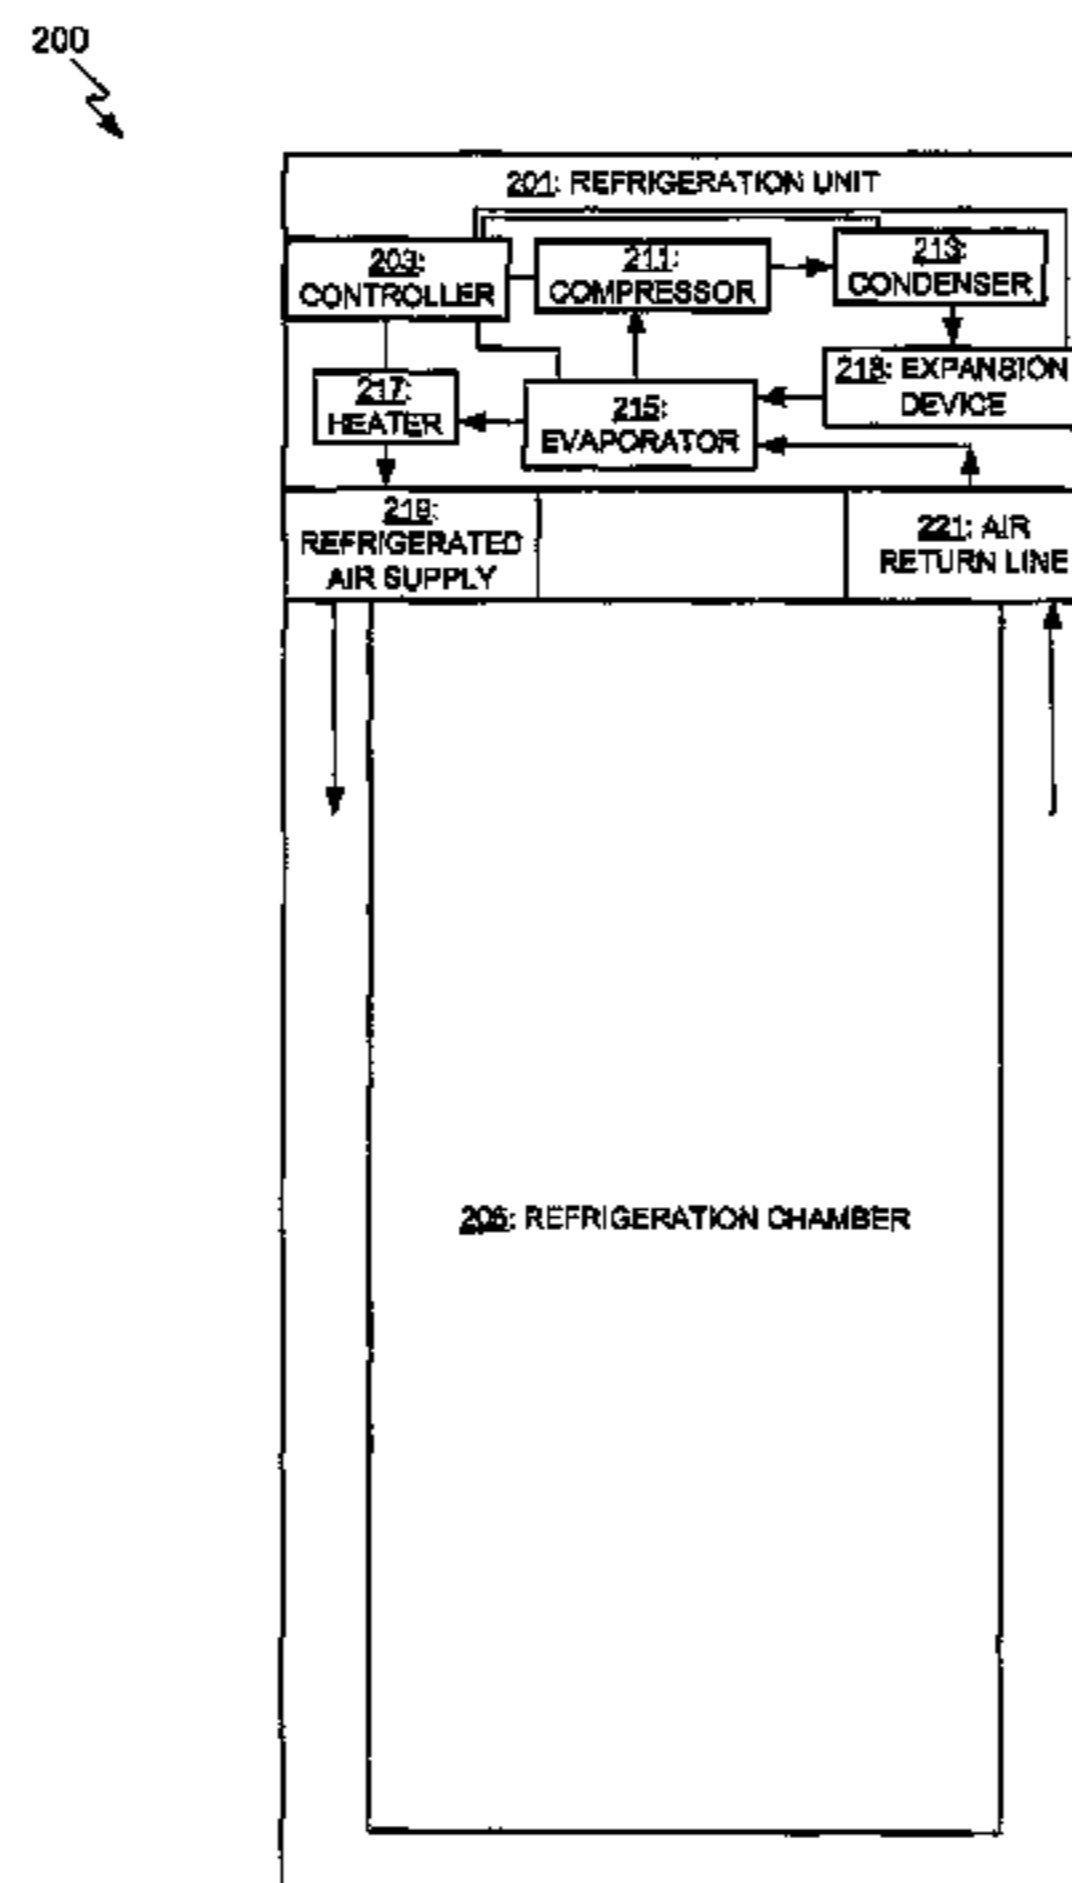 200
201: REFRIGERATION UNIT
203:
CONTROLLER
211:
COMPRESSOR
213:
CONDENSER
217:
HEATER
215:
EVAPORATOR
218: EXPANSION
DEVICE
219:
REFRIGERATED
AIR SUPPLY
221: AIR
RETURN LINE
205: REFRIGERATION CHAMBER